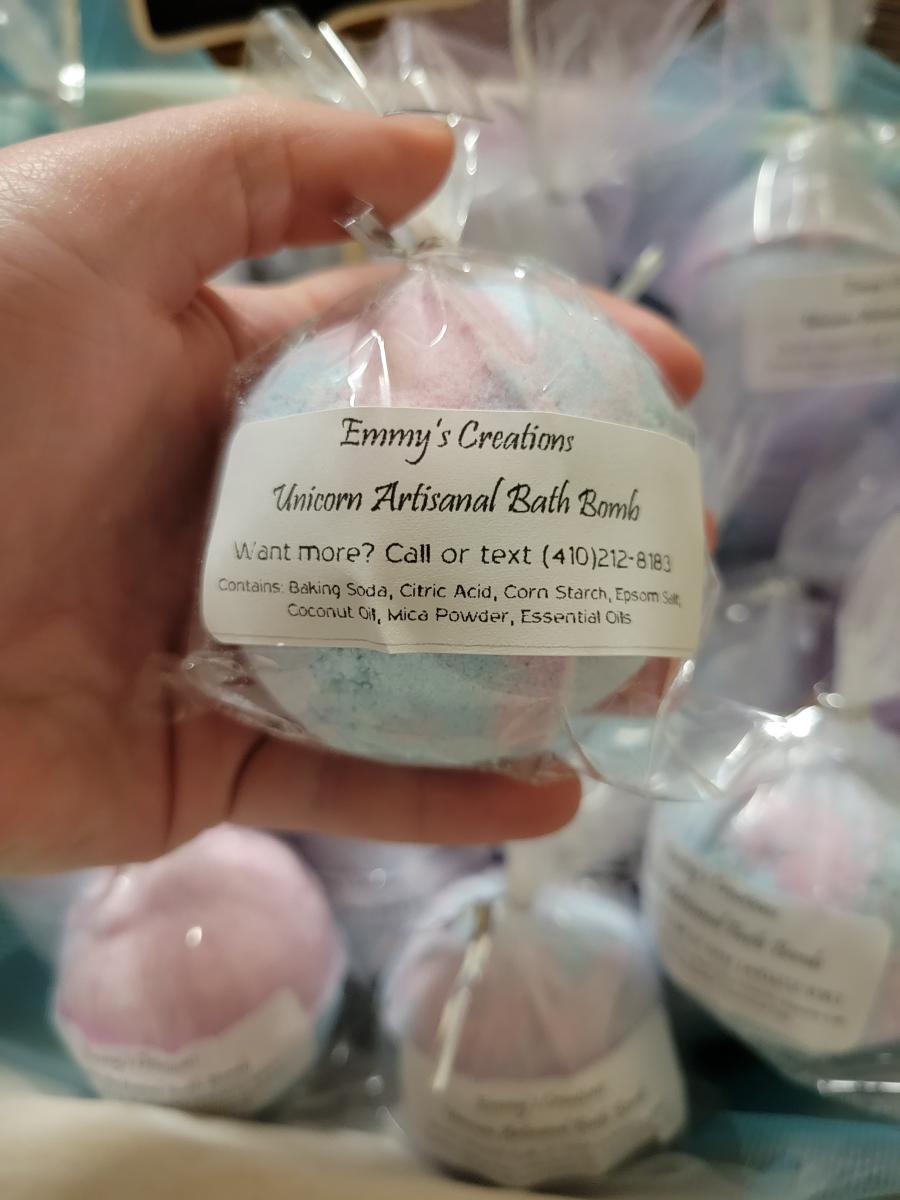 Emmy's Creations
Unicorn Artisanal Bath Bomb
Want more? Call or text (410)212-8183
Contains: Baking Soda, Citric Acid, Corn Starch, Epsom Salt,
Coconut Oil, Mica Powder, Essential Oils